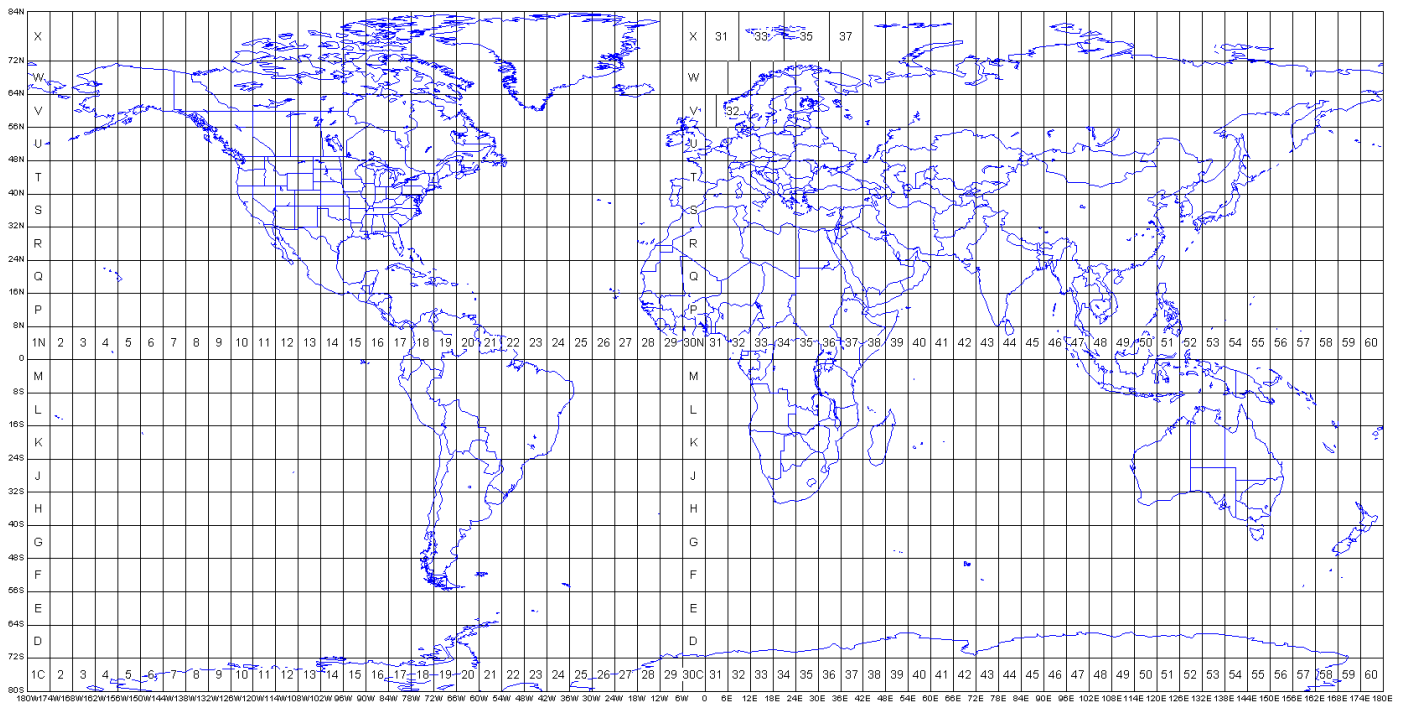 84N
X X 31 33 35 37
72N
W W
64N
V V 32
56N
U U
48N
T T
40N
S S
32N
R R
24N
Q Q
16N
P P
8N
1N 2 3 4 5 6 7 8 9 10 11 12 13 14 15 16 17 18 19 20 21 22 23 24 25 26 27 28 29 30N 31 32 33 34 35 36 37 38 39 40 41 42 43 44 45 46 47 48 49 50 51 52 53 54 55 56 57 58 59 60
0
M M
8S
L L
16S
K K
24S
J J
32S
H H
40S
G G
48S
F F
56S
E E
64S
D D
72S
1C 2 3 4 5 6 7 8 9 10 11 12 13 14 15 16 17 18 19 20 21 22 23 24 25 26 27 28 29 30C 31 32 33 34 35 36 37 38 39 40 41 42 43 44 45 46 47 48 49 50 51 52 53 54 55 56 57 58 59 60
80S
180W 174W 168W 162W 156W 150W 144W 138W 132W 126W 120W 114W 108W 102W 96W 90W 84W 78W 72W 66W 60W 54W 48W 42W 36W 30W 24W 18W 12W 6W 0 6E 12E 18E 24E 30E 36E 42E 48E 54E 60E 66E 72E 78E 84E 90E 96E 102E 108E 114E 120E 126E 132E 138E 144E 150E 156E 162E 168E 174E 180E